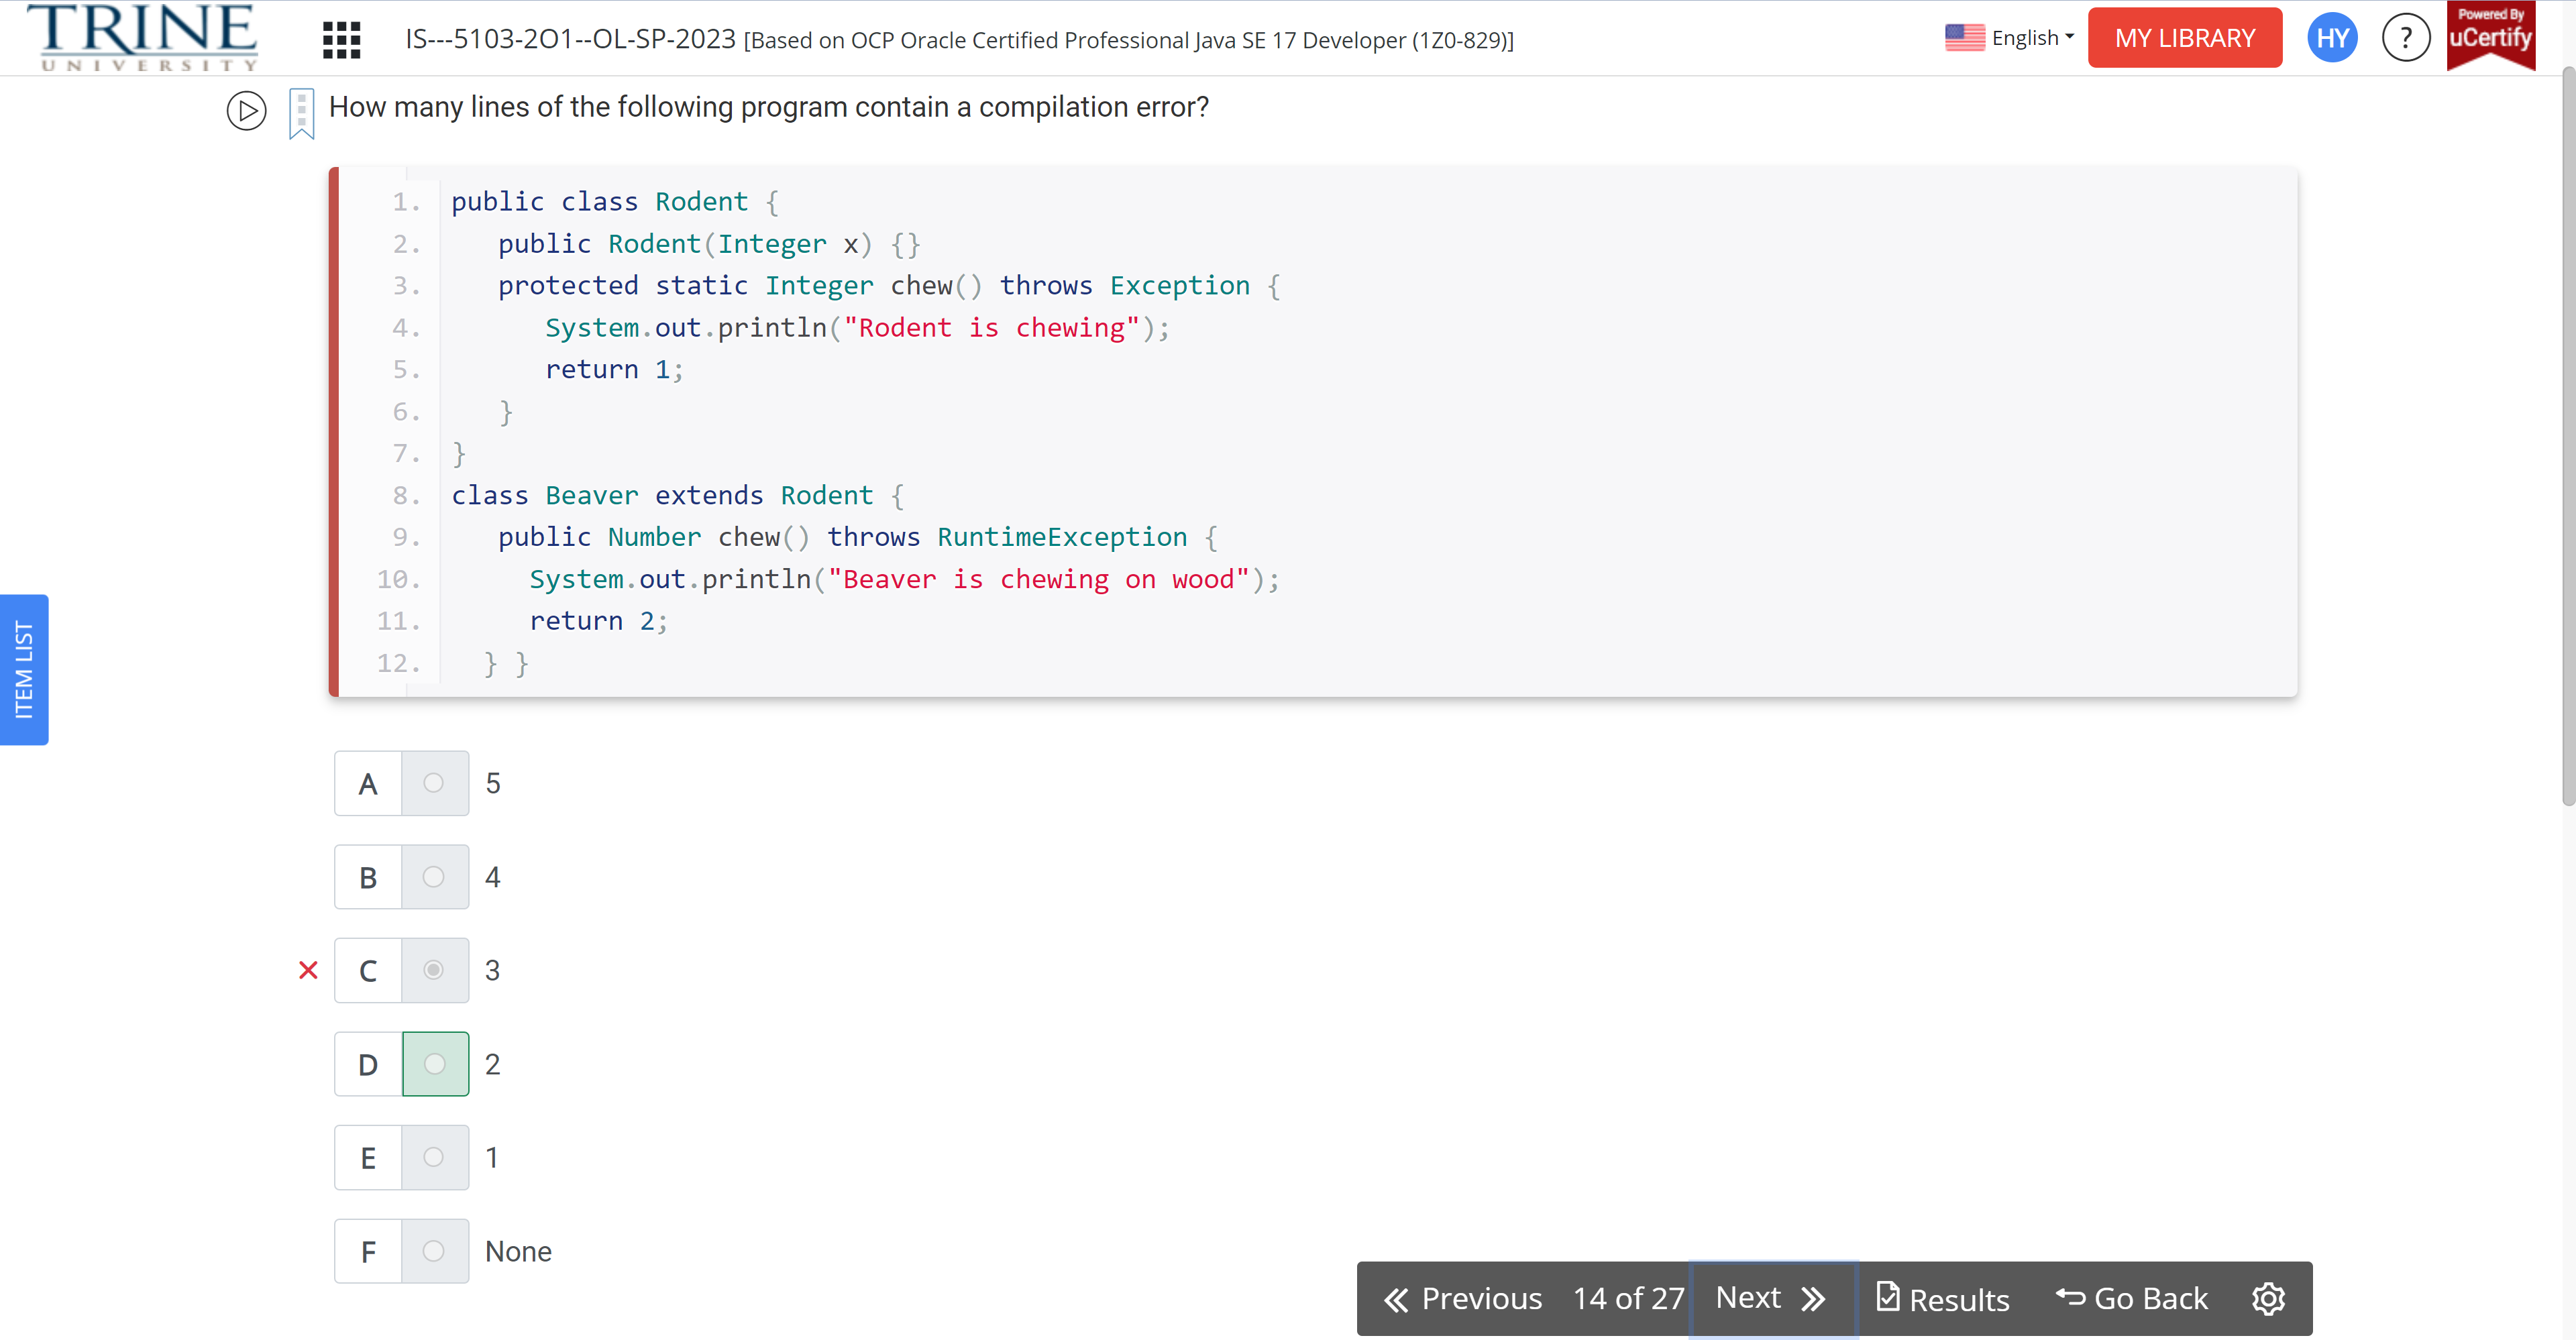 TRINE
UNIVERSITY
IS---5103-2O1--OL-SP-2023 [Based on OCP Oracle Certified Professional Java SE 17 Developer (1Z0-829)]
English
MY LIBRARY
HY
?
Powered By
uCertify
How many lines of the following program contain a compilation error?
1. public class Rodent {
2. public Rodent(Integer x) {}
3. protected static Integer chew() throws Exception {
4. System.out.println("Rodent is chewing");
5. return 1;
6. }
7. }
8. class Beaver extends Rodent {
9. public Number chew() throws RuntimeException {
10. System.out.println("Beaver is chewing on wood");
11. return 2;
12. } }
ITEM LIST
A 5
B 4
C 3
D 2
E 1
F None
Previous 14 of 27 Next Results Go Back